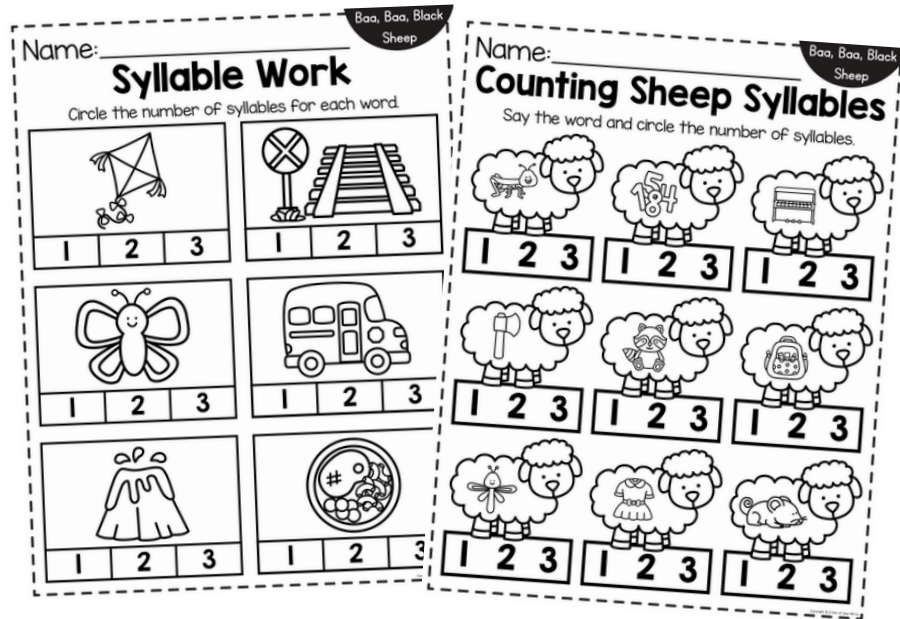 Baa, Baa, Black
Sheep
Name:
Syllable Work
Circle the number of syllables for each word.
1 2 3
1 2 3
1 2 3
1 2 3
1 2 3
1 2 3
Baa, Baa, Black
Sheep
Name:
Counting Sheep Syllables
Say the word and circle the number of syllables.
5
184
1 2 3
1 2 3
1 2 3
1 2 3
1 2 3
1 2 3
1 2 3
1 2 3
1 2 3